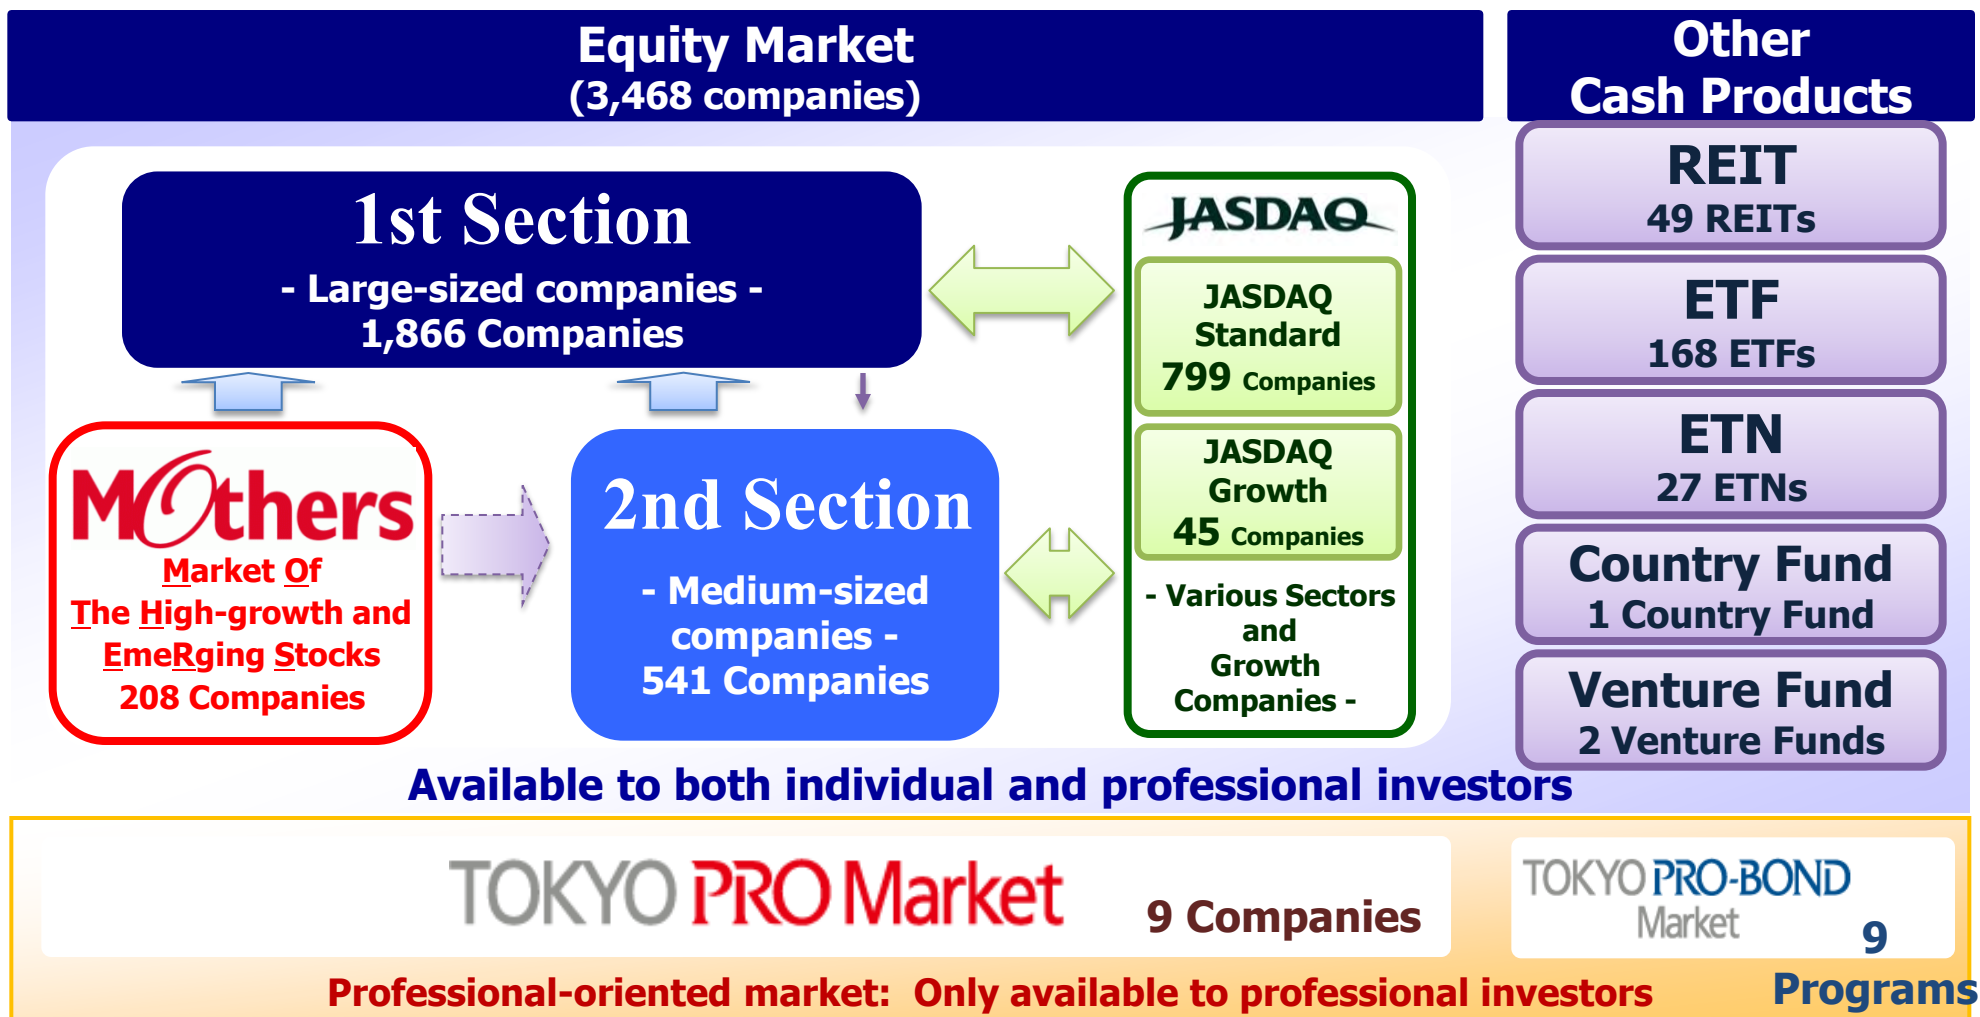 Equity Market
(3,468 companies)
Other
Cash Products
1st Section
- Large-sized companies -
1,866 Companies
JASDAQ
JASDAQ
Standard
799 Companies
JASDAQ
Growth
45 Companies
- Various Sectors
and
Growth
Companies -
MOthers
Market Of
The High-growth and
EmeRging Stocks
208 Companies
2nd Section
- Medium-sized
companies -
541 Companies
REIT
49 REITs
ETF
168 ETFs
ETN
27 ETNs
Country Fund
1 Country Fund
Venture Fund
2 Venture Funds
Available to both individual and professional investors
TOKYO PRO Market
9 Companies
TOKYO PRO-BOND
Market
9
Programs
Professional-oriented market: Only available to professional investors